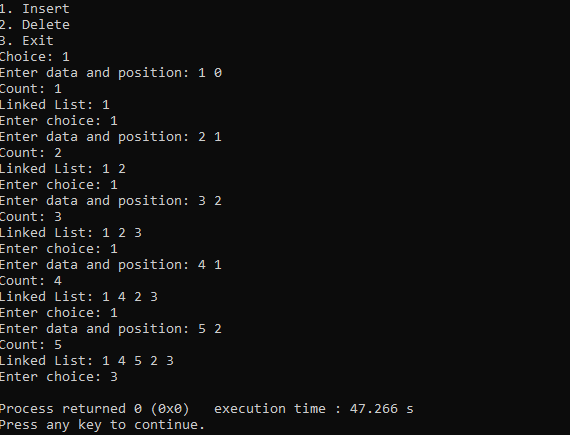 1. Insert
2. Delete
3. Exit
Choice: 1
Enter data and position: 1 0
Count: 1
Linked List: 1
Enter choice: 1
Enter data and position: 2 1
Count: 2
Linked List: 1 2
Enter choice: 1
Enter data and position: 3 2
Count: 3
Linked List: 1 2 3
Enter choice: 1
Enter data and position: 4 1
Count: 4
Linked List: 1 4 2 3
Enter choice: 1
Enter data and position: 5 2
Count: 5
Linked List: 1 4 5 2 3
Enter choice: 3
Process returned 0 (0x0)   execution time : 47.266 s
Press any key to continue.